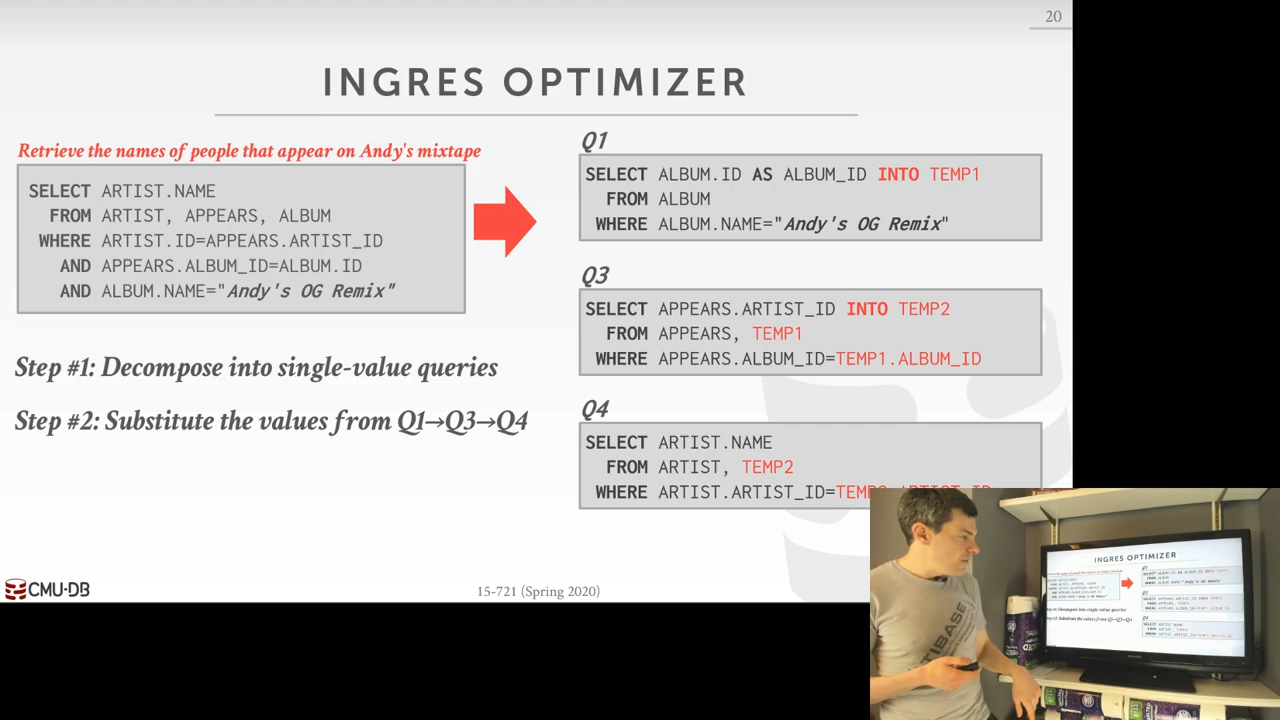 20
INGRES OPTIMIZER
Retrieve the names of people that appear on Andy's mixtape
SELECT ARTIST.NAME
FROM ARTIST, APPEARS, ALBUM
WHERE ARTIST.ID=APPEARS.ARTIST_ID
AND APPEARS.ALBUM_ID=ALBUM.ID
AND ALBUM.NAME="Andy's OG Remix"
Step #1: Decompose into single-value queries
Step #2: Substitute the values from Q1→Q3→Q4
Q1
SELECT ALBUM.ID AS ALBUM_ID INTO TEMP1
FROM ALBUM
WHERE ALBUM.NAME="Andy's OG Remix"
Q3
SELECT APPEARS.ARTIST_ID INTO TEMP2
FROM APPEARS, TEMP1
WHERE APPEARS.ALBUM_ID=TEMP1.ALBUM_ID
Q4
SELECT ARTIST.NAME
FROM ARTIST, TEMP2
WHERE ARTIST.ARTIST_ID=
CMU·DB
15-721 (Spring 2020)
INGRES OPTIMIZER